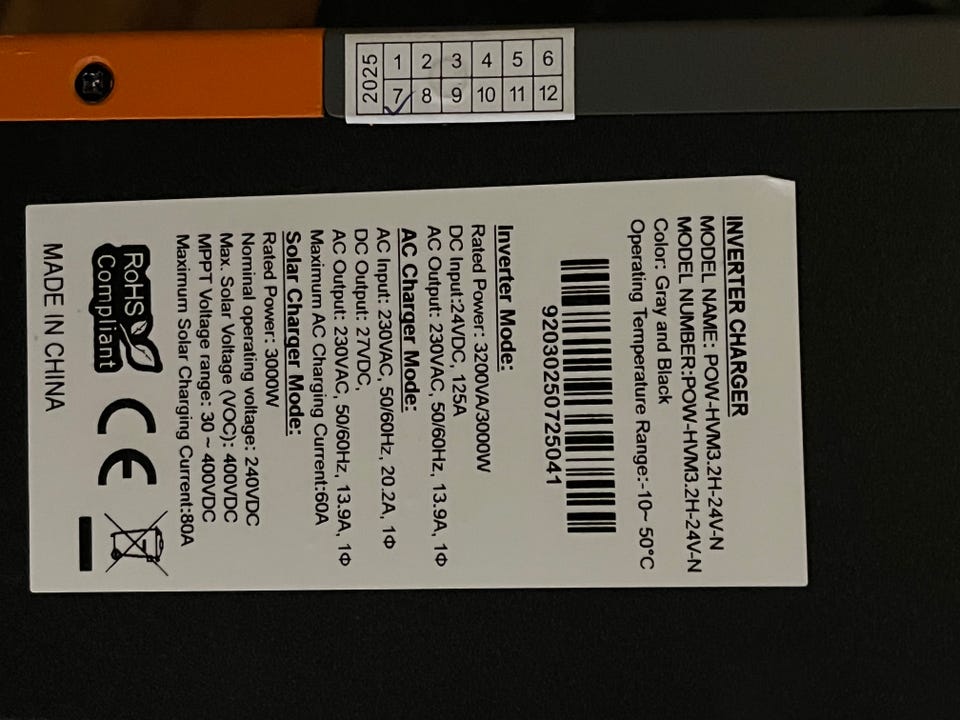 2025
1 2 3 4 5 6
7 8 9 10 11 12
INVERTER CHARGER
MODEL NAME: POW-HVM3.2H-24V-N
MODEL NUMBER:POW-HVM3.2H-24V-N
Color: Gray and Black
Operating Temperature Range:-10~ 50°C
92030250725041
Inverter Mode:
Rated Power: 3200VA/3000W
DC Input:24VDC, 125A
AC Output: 230VAC, 50/60Hz, 13.9A, 1Φ
AC Charger Mode:
AC Input: 230VAC, 50/60Hz, 20.2A, 1Φ
DC Output: 27VDC,
AC Output: 230VAC, 50/60Hz, 13.9A, 1Φ
Maximum AC Charging Current:60A
Solar Charger Mode:
Rated Power: 3000W
Nominal operating voltage: 240VDC
Max. Solar Voltage (VOC): 400VDC
MPPT Voltage range: 30 ~ 400VDC
Maximum Solar Charging Current:80A
RoHS
Compliant
CE
MADE IN CHINA